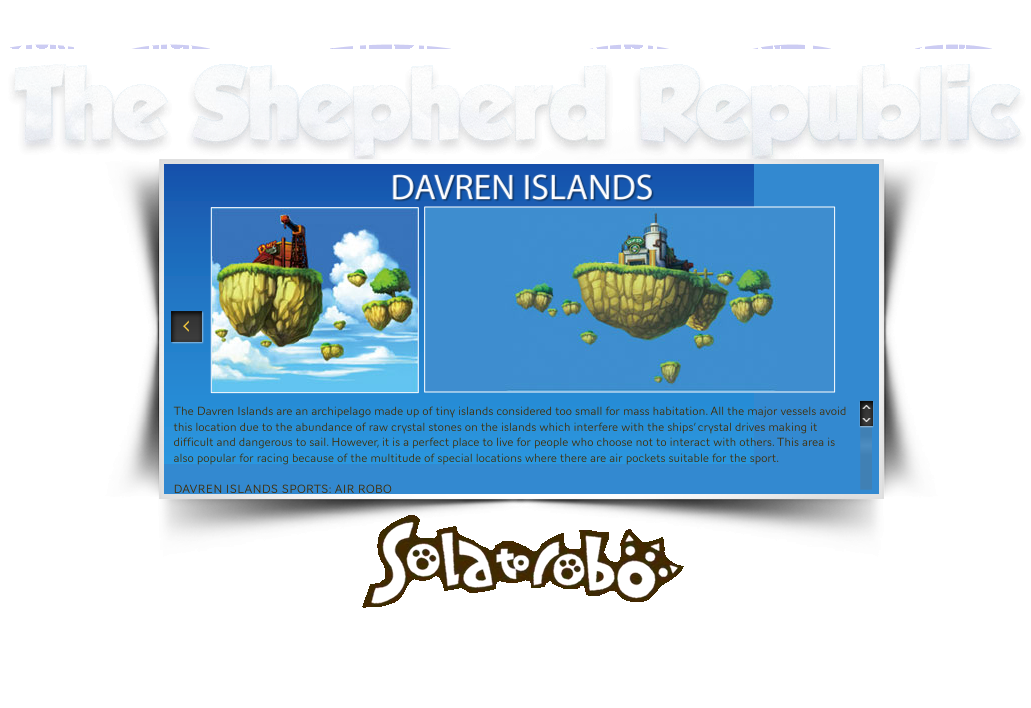 The Shepherd Republic
DAVREN ISLANDS
The Davren Islands are an archipelago made up of tiny islands considered too small for mass habitation. All the major vessels avoid
this location due to the abundance of raw crystal stones on the islands which interfere with the ships' crystal drives making it
difficult and dangerous to sail. However, it is a perfect place to live for people who choose not to interact with others. This area is
also popular for racing because of the multitude of special locations where there are air pockets suitable for the sport.
DAVREN ISLANDS SPORTS: AIR ROBO
Solatorobo